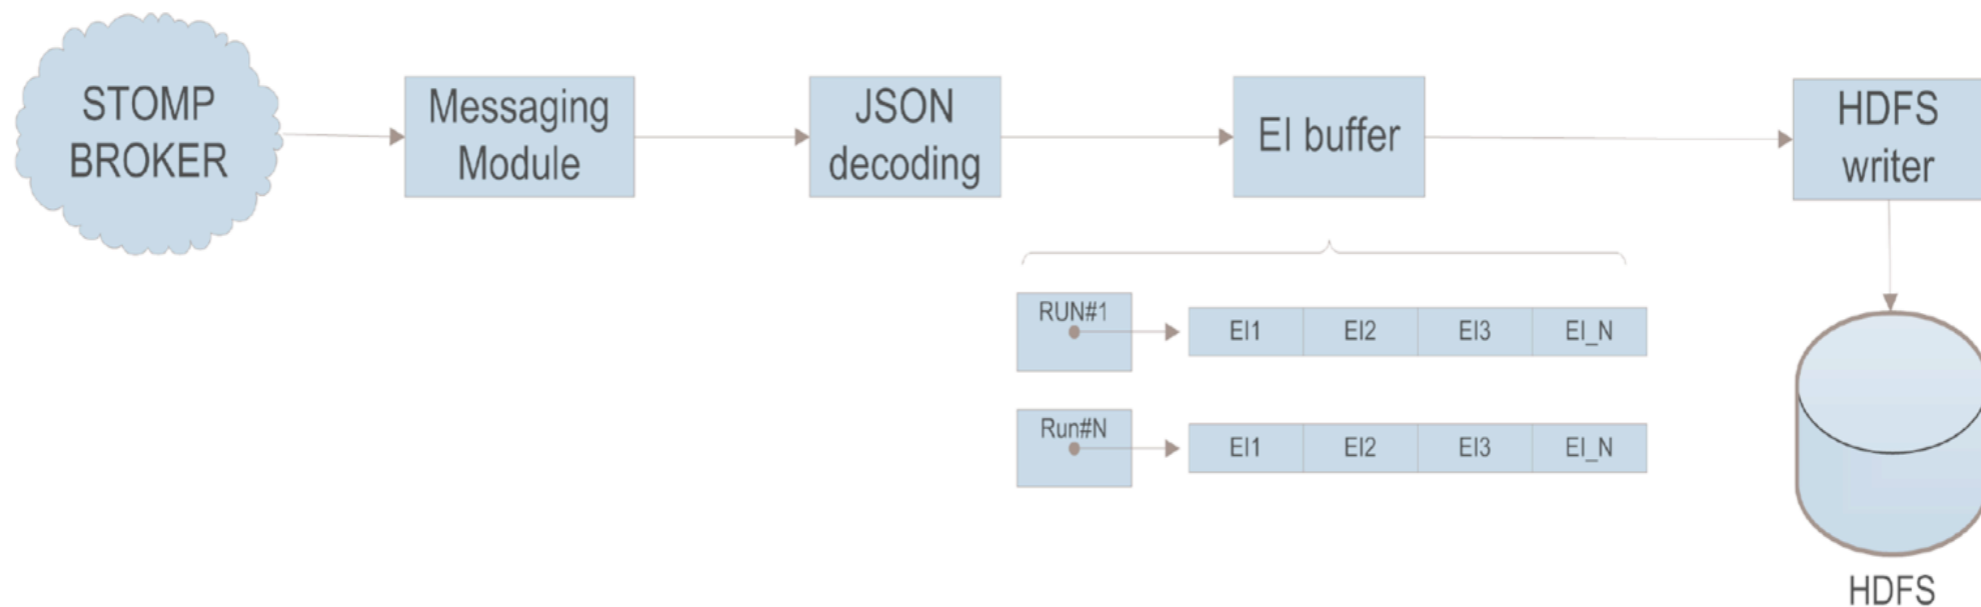 STOMP
BROKER
Messaging
Module
JSON
decoding
EI buffer
HDFS
writer
RUN#1
EI1 EI2 EI3 EI_N
Run#N
EI1 EI2 EI3 EI_N
HDFS